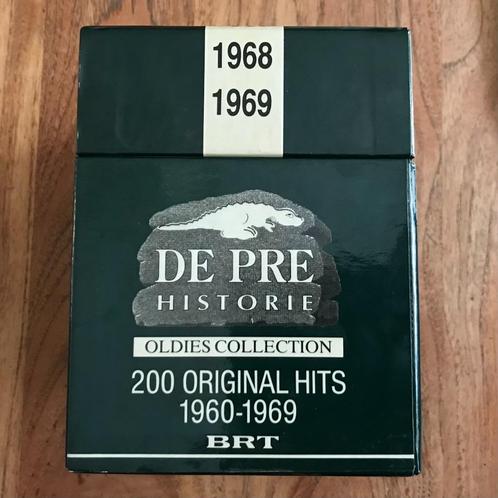 1968
1969
DE PRE
HISTORIE
OLDIES COLLECTION
200 ORIGINAL HITS
1960-1969
BRT